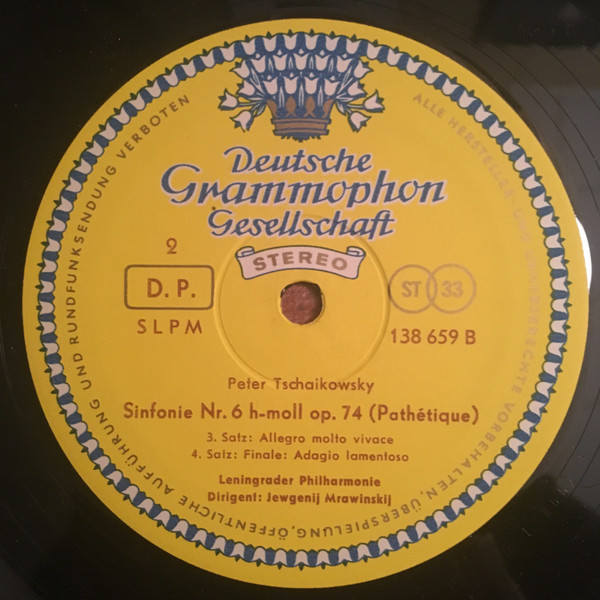 Deutsche
Grammophon
Gesellschaft
STEREO
2
D. P.
SLPM
ST 33
138 659 B
Peter Tschaikowsky
Sinfonie Nr. 6 h-moll op. 74 (Pathétique)
3. Satz: Allegro molto vivace
4. Satz: Finale: Adagio lamentoso
Leningrader Philharmonie
Dirigent: Jewgenij Mrawinskij
ALLE HERSTELLER- UND VORBEHALTEN, ÜBERSPIELUNG, ÖFFENTLICHE AUFFÜHRUNG UND RUNDFUNKSENDUNG VERBOTEN